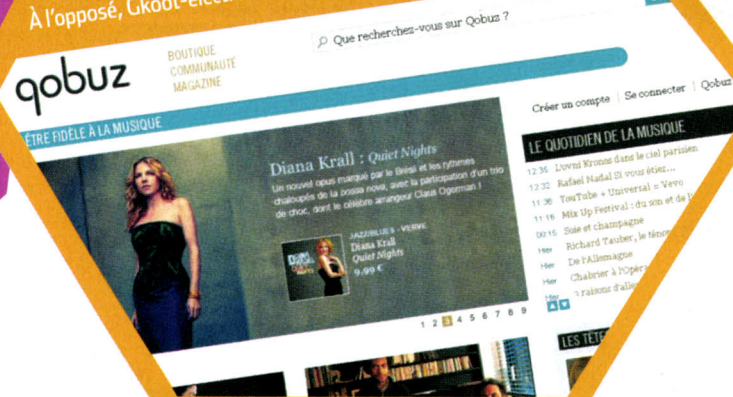 À l'opposé, Gkoot-electr
qobuz
BOUTIQUE
COMMUNAUTÉ
MAGAZINE
Que recherchez-vous sur Qobuz ?
ÊTRE FIDÈLE À LA MUSIQUE
Créer un compte | Se connecter | Qobuz
Diana Krall : Quiet Nights
Un nouvel opus marqué par le Brésil et les rythmes
chaloupés de la bossa nova, avec la participation d'un trio
de choc, dont le célèbre arrangeur Claus Ogerman !
JAZZ/BLUES - VERVE
Diana Krall
Quiet Nights
9,99 €
1 2 3 4 5 6 7 8 9
LE QUOTIDIEN DE LA MUSIQUE
12:35 L'ovni Kronos dans le ciel parisien
12:32 Rafael Nadal Si vous étiez...
11:36 YouTube + Universal = Vevo
11:16 Mix Up Festival : du son et de l
00:15 Soie et champagne
Hier Richard Tauber, le ténor
Hier De l'Allemagne
Hier Chabrier à l'Opéra
Hier raisons d'aller
LES TÊTE